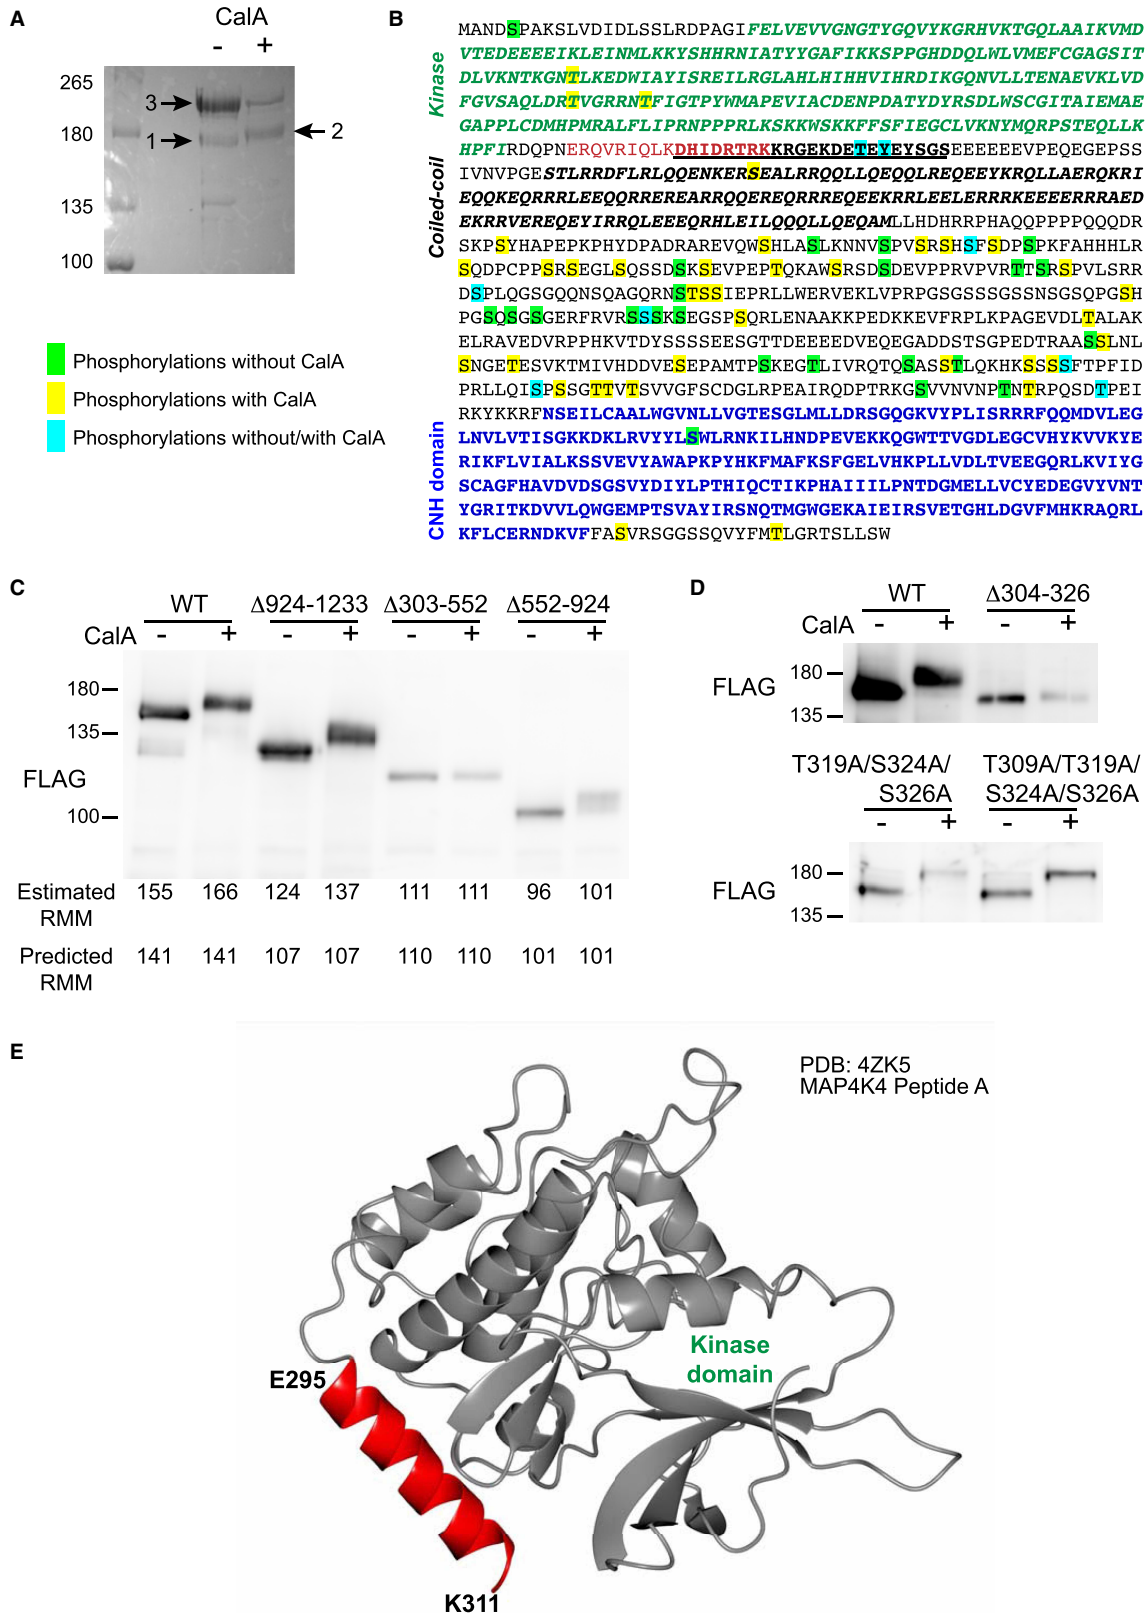 A
CalA
- +
265
180
135
100
3
1
2
Phosphorylations without CalA
Phosphorylations with CalA
Phosphorylations without/with CalA
B
Kinase
Coiled-coil
CNH domain
MANDSPAKSLVDIDLSSLRDPAGIFELVEVVGNGTYGQVYKGRHVKTGQLAAIKVMD
VTEDEEEEIKLEINMLKKYSHHRNIATYYGAFIKKSPPGHDDQLWLVMEFCGAGSIT
DLVKNTKGNTLKEDWIAYISREILRGLAHLHIHHVIHRDIKGQNVLLTENAEVKLVD
FGVSAQLDRTVGRRNTFIGTPYWMAPEVIACDENPDATYDYRSDLWSCGITAIEMAE
GAPPLCDMHPMRALFLIPRNPPPRLKSKKWSKKFFSFIEGCLVKNYMQRPSTEQLLK
HPFIRDQPNERQVRIQLKDHIDRTRKKRGEKDETEYEYSGSEEEEEEVPEQEGEPSS
IVNVPGESTLRRDFLRLQQENKERSEALRRQQLLQEQQLREQEEYKRQLLAERQKRI
EQQKEQRRRLEEQQRREREARRQQEREQRRREQEEKRRLEELERRRKEEEERRRAED
EKRRVEREQEYIRRQLEEEQRHLEILQQQLLQEQAMLLHDHRRPHAQQPPPPQQQDR
SKPSYHAPEPKPHYDPADRAREVQWSHLASLKNNVSPVSRSHSFSDPSPKFAHHHLR
SQDPCPPSRSEGLSQSSDSKSEVPEPTQKAWSRSDSDEVPPRVPVRTTSRSPVLSRR
DSPLQGSGQQNSQAGQRNSTSSIEPRLLWERVEKLVPRPGSGSSSGSSNSGSQPGSH
PGSQSGSGERFRVRSSSKSEGSPSQRLENAAKKPEDKKEVFRPLKPAGEVDLTALAK
ELRAVEDVRPPHKVTDYSSSSEESGTTDEEEEDVEQEGADDSTSGPEDTRAASSLNL
SNGETESVKTMIVHDDVESEPAMTPSKEGTLIVRQTQSASSTLQKHKSSSSFTPFID
PRLLQISPSSGTTVTSVVGFSCDGLRPEAIRQDPTRKGSVVNVNPTNTRPQSDTPEI
RKYKKRFNSEILCAALWGVNLLVGTESGLMLLDRSGQGKVYPLISRRRFQQMDVLEG
LNVLVTISGKKDKLRVYYLSWLRNKILHNDPEVEKKQGWTTVGDLEGCVHYKVVKYE
RIKFLVIALKSSVEVYAWAPKPYHKFMAFKSFGELVHKPLLVDLTVEEGQRLKVIYG
SCAGFHAVDVDSGSVYDIYLPTHIQCTIKPHAIIILPNTDGMELLVCYEDEGVYVNT
YGRITKDVVLQWGEMPTSVAYIRSNQTMGWGEKAIEIRSVETGHLDGVFMHKRAQRL
KFLCERNDKVFFASVRSGGSSQVYFMTLGRTSLLSW
C
WT Δ924-1233 Δ303-552 Δ552-924
CalA - + - + - + - +
180
135
FLAG
100
Estimated RMM 155 166 124 137 111 111 96 101
Predicted RMM 141 141 107 107 110 110 101 101
D
WT Δ304-326
CalA - + - +
FLAG
180
135
T319A/S324A/ T309A/T319A/
S326A S324A/S326A
- + - +
FLAG
180
135
E
PDB: 4ZK5
MAP4K4 Peptide A
Kinase
domain
E295
K311